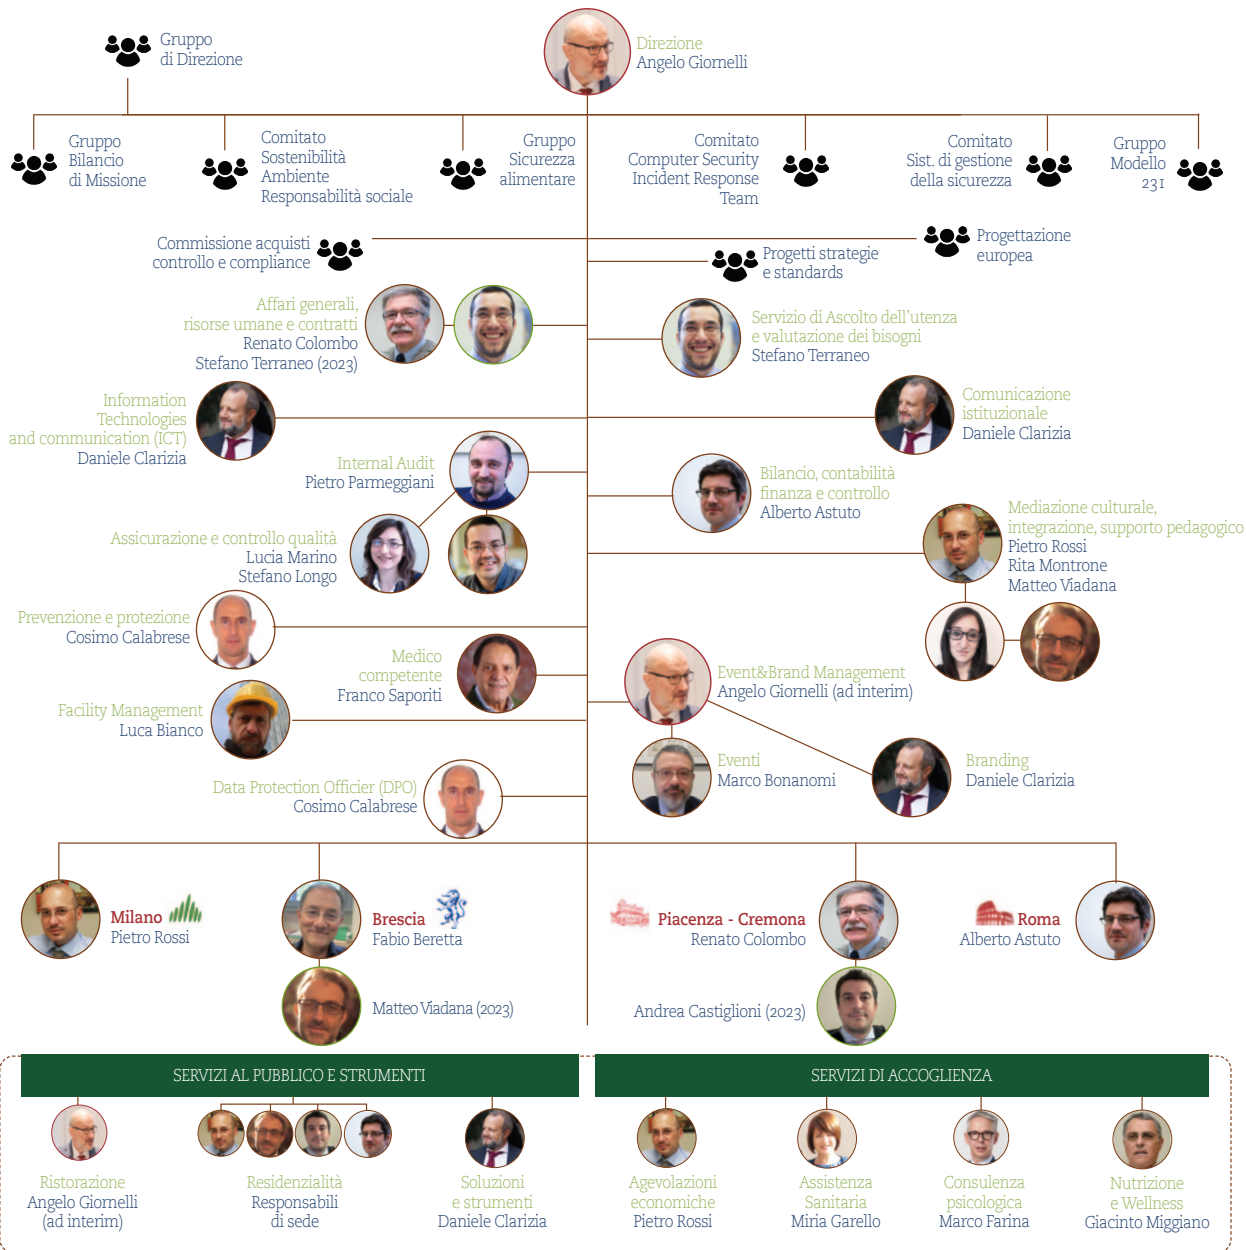 Gruppo
di Direzione
Direzione
Angelo Giornelli
Gruppo
Bilancio
di Missione
Comitato
Sostenibilità
Ambiente
Responsabilità sociale
Gruppo
Sicurezza
alimentare
Comitato
Computer Security
Incident Response
Team
Comitato
Sist. di gestione
della sicurezza
Gruppo
Modello
231
Commissione acquisti
controllo e compliance
Progetti strategie
e standards
Progettazione
europea
Affari generali,
risorse umane e contratti
Renato Colombo
Stefano Terraneo (2023)
Servizio di Ascolto dell'utenza
e valutazione dei bisogni
Stefano Terraneo
Information
Technologies
and communication (ICT)
Daniele Clarizia
Comunicazione
istituzionale
Daniele Clarizia
Internal Audit
Pietro Parmeggiani
Bilancio, contabilità
finanza e controllo
Alberto Astuto
Assicurazione e controllo qualità
Lucia Marino
Stefano Longo
Mediazione culturale,
integrazione, supporto pedagogico
Pietro Rossi
Rita Montrone
Matteo Viadana
Prevenzione e protezione
Cosimo Calabrese
Medico
competente
Franco Saporiti
Event&Brand Management
Angelo Giornelli (ad interim)
Facility Management
Luca Bianco
Eventi
Marco Bonanomi
Branding
Daniele Clarizia
Data Protection Officier (DPO)
Cosimo Calabrese
Milano
Pietro Rossi
Brescia
Fabio Beretta
Piacenza - Cremona
Renato Colombo
Roma
Alberto Astuto
Matteo Viadana (2023)
Andrea Castiglioni (2023)
SERVIZI AL PUBBLICO E STRUMENTI
SERVIZI DI ACCOGLIENZA
Ristorazione
Angelo Giornelli
(ad interim)
Residenzialità
Responsabili
di sede
Soluzioni
e strumenti
Daniele Clarizia
Agevolazioni
economiche
Pietro Rossi
Assistenza
Sanitaria
Miria Garello
Consulenza
psicologica
Marco Farina
Nutrizione
e Wellness
Giacinto Miggiano